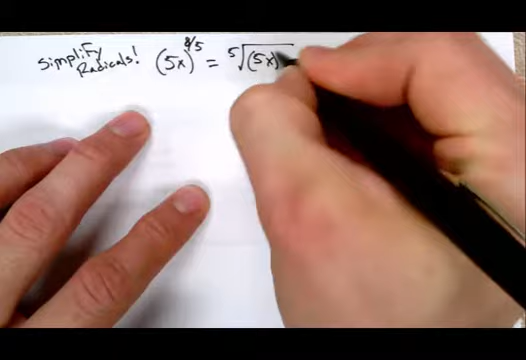 Simplify
Radicals! (5x)^8/5 = ⁵√(5x)